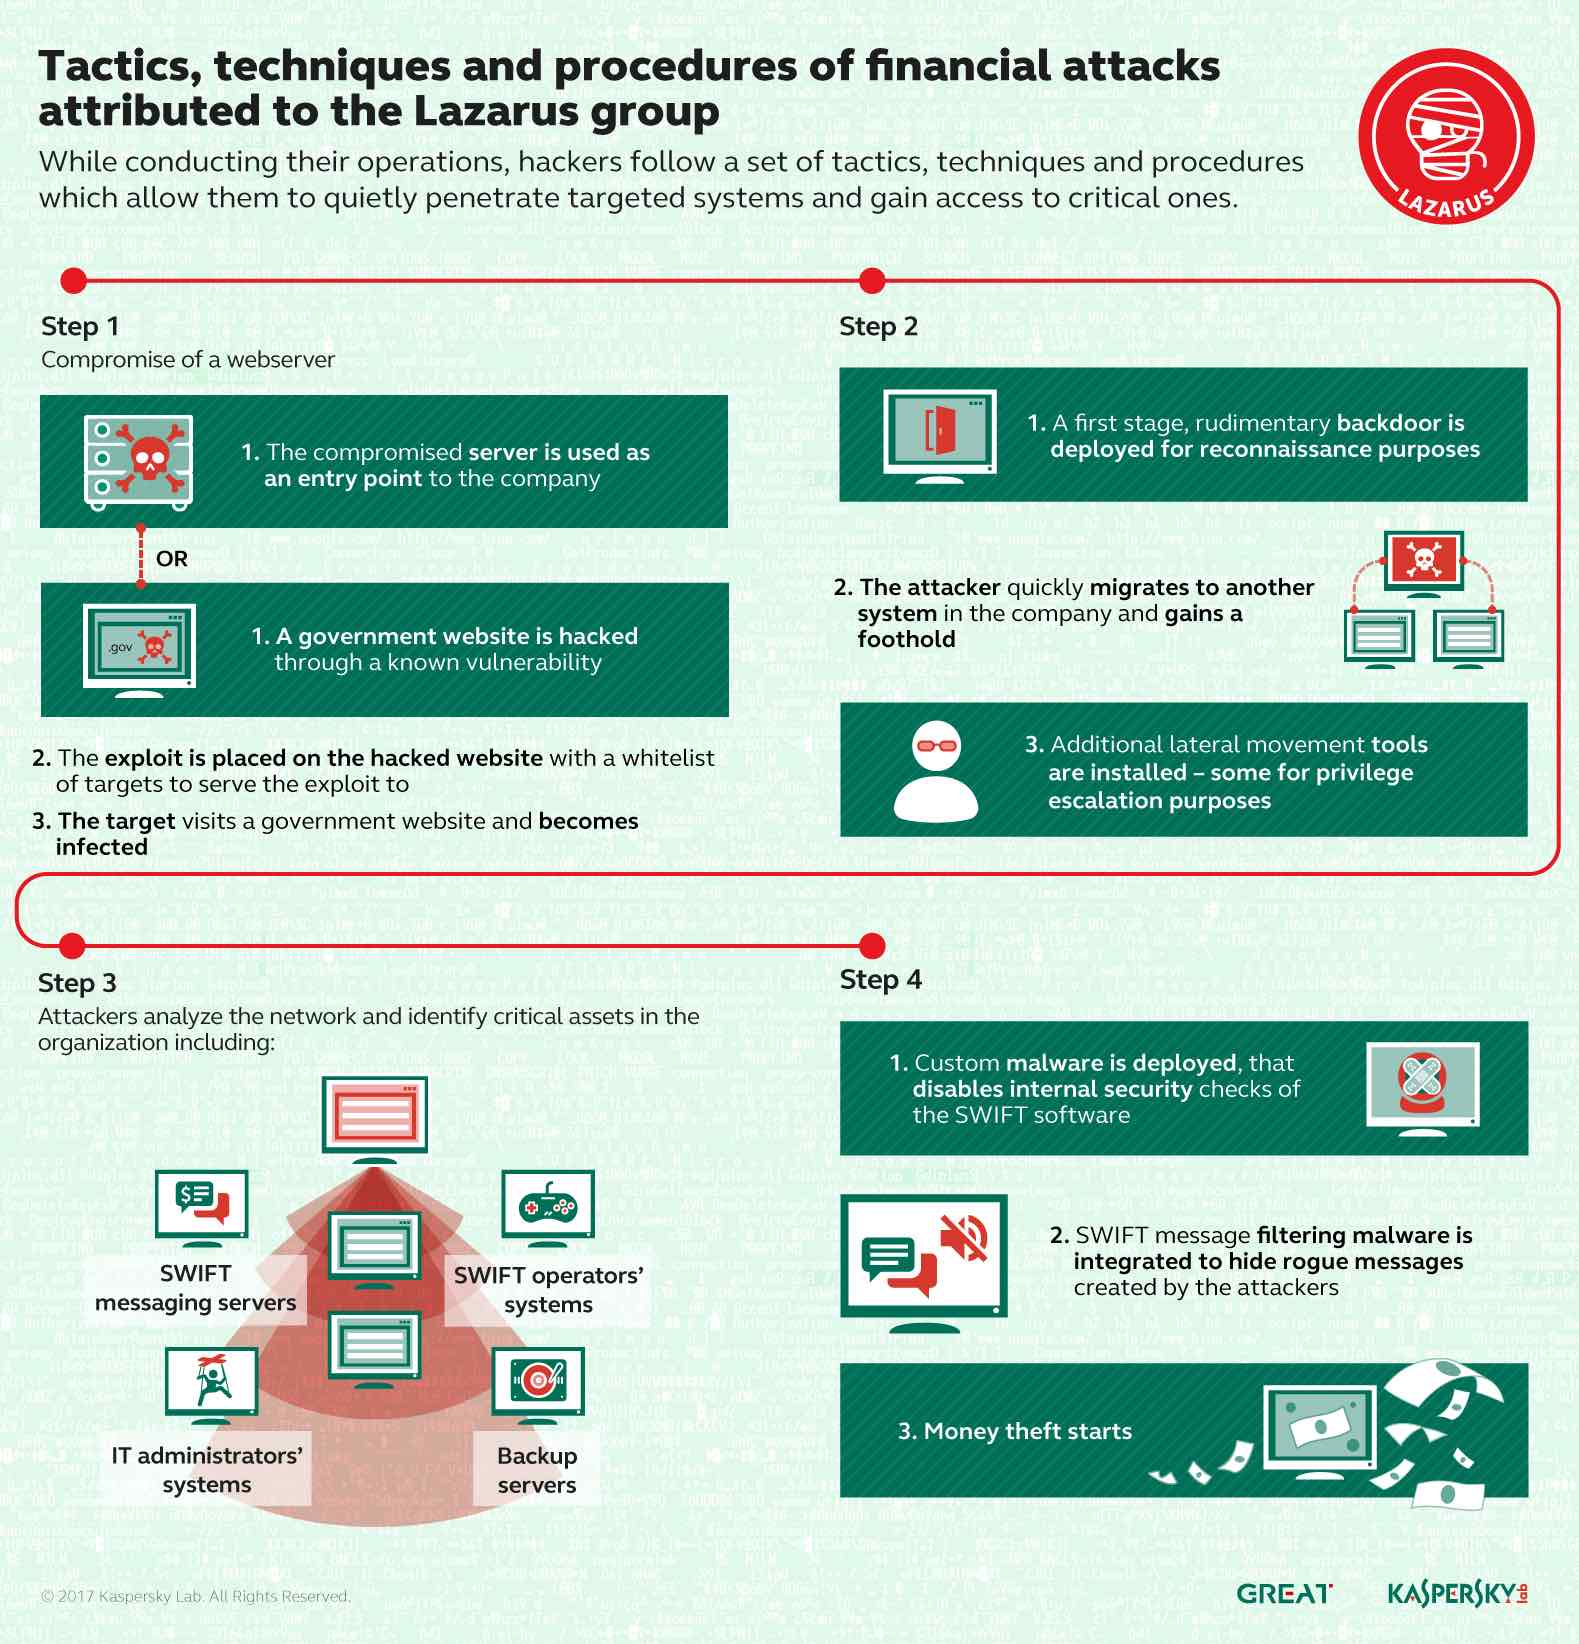 Tactics, techniques and procedures of financial attacks
attributed to the Lazarus group
While conducting their operations, hackers follow a set of tactics, techniques and procedures
which allow them to quietly penetrate targeted systems and gain access to critical ones.
LAZARUS
Step 1
Compromise of a webserver
1. The compromised server is used as
an entry point to the company
OR
.gov
1. A government website is hacked
through a known vulnerability
2. The exploit is placed on the hacked website with a whitelist
of targets to serve the exploit to
3. The target visits a government website and becomes
infected
Step 2
1. A first stage, rudimentary backdoor is
deployed for reconnaissance purposes
2. The attacker quickly migrates to another
system in the company and gains a
foothold
3. Additional lateral movement tools
are installed – some for privilege
escalation purposes
Step 3
Attackers analyze the network and identify critical assets in the
organization including:
$
SWIFT
messaging servers
SWIFT operators’
systems
IT administrators’
systems
Backup
servers
Step 4
1. Custom malware is deployed, that
disables internal security checks of
the SWIFT software
2. SWIFT message filtering malware is
integrated to hide rogue messages
created by the attackers
3. Money theft starts
© 2017 Kaspersky Lab. All Rights Reserved.
GREAT
KASPERSKY lab